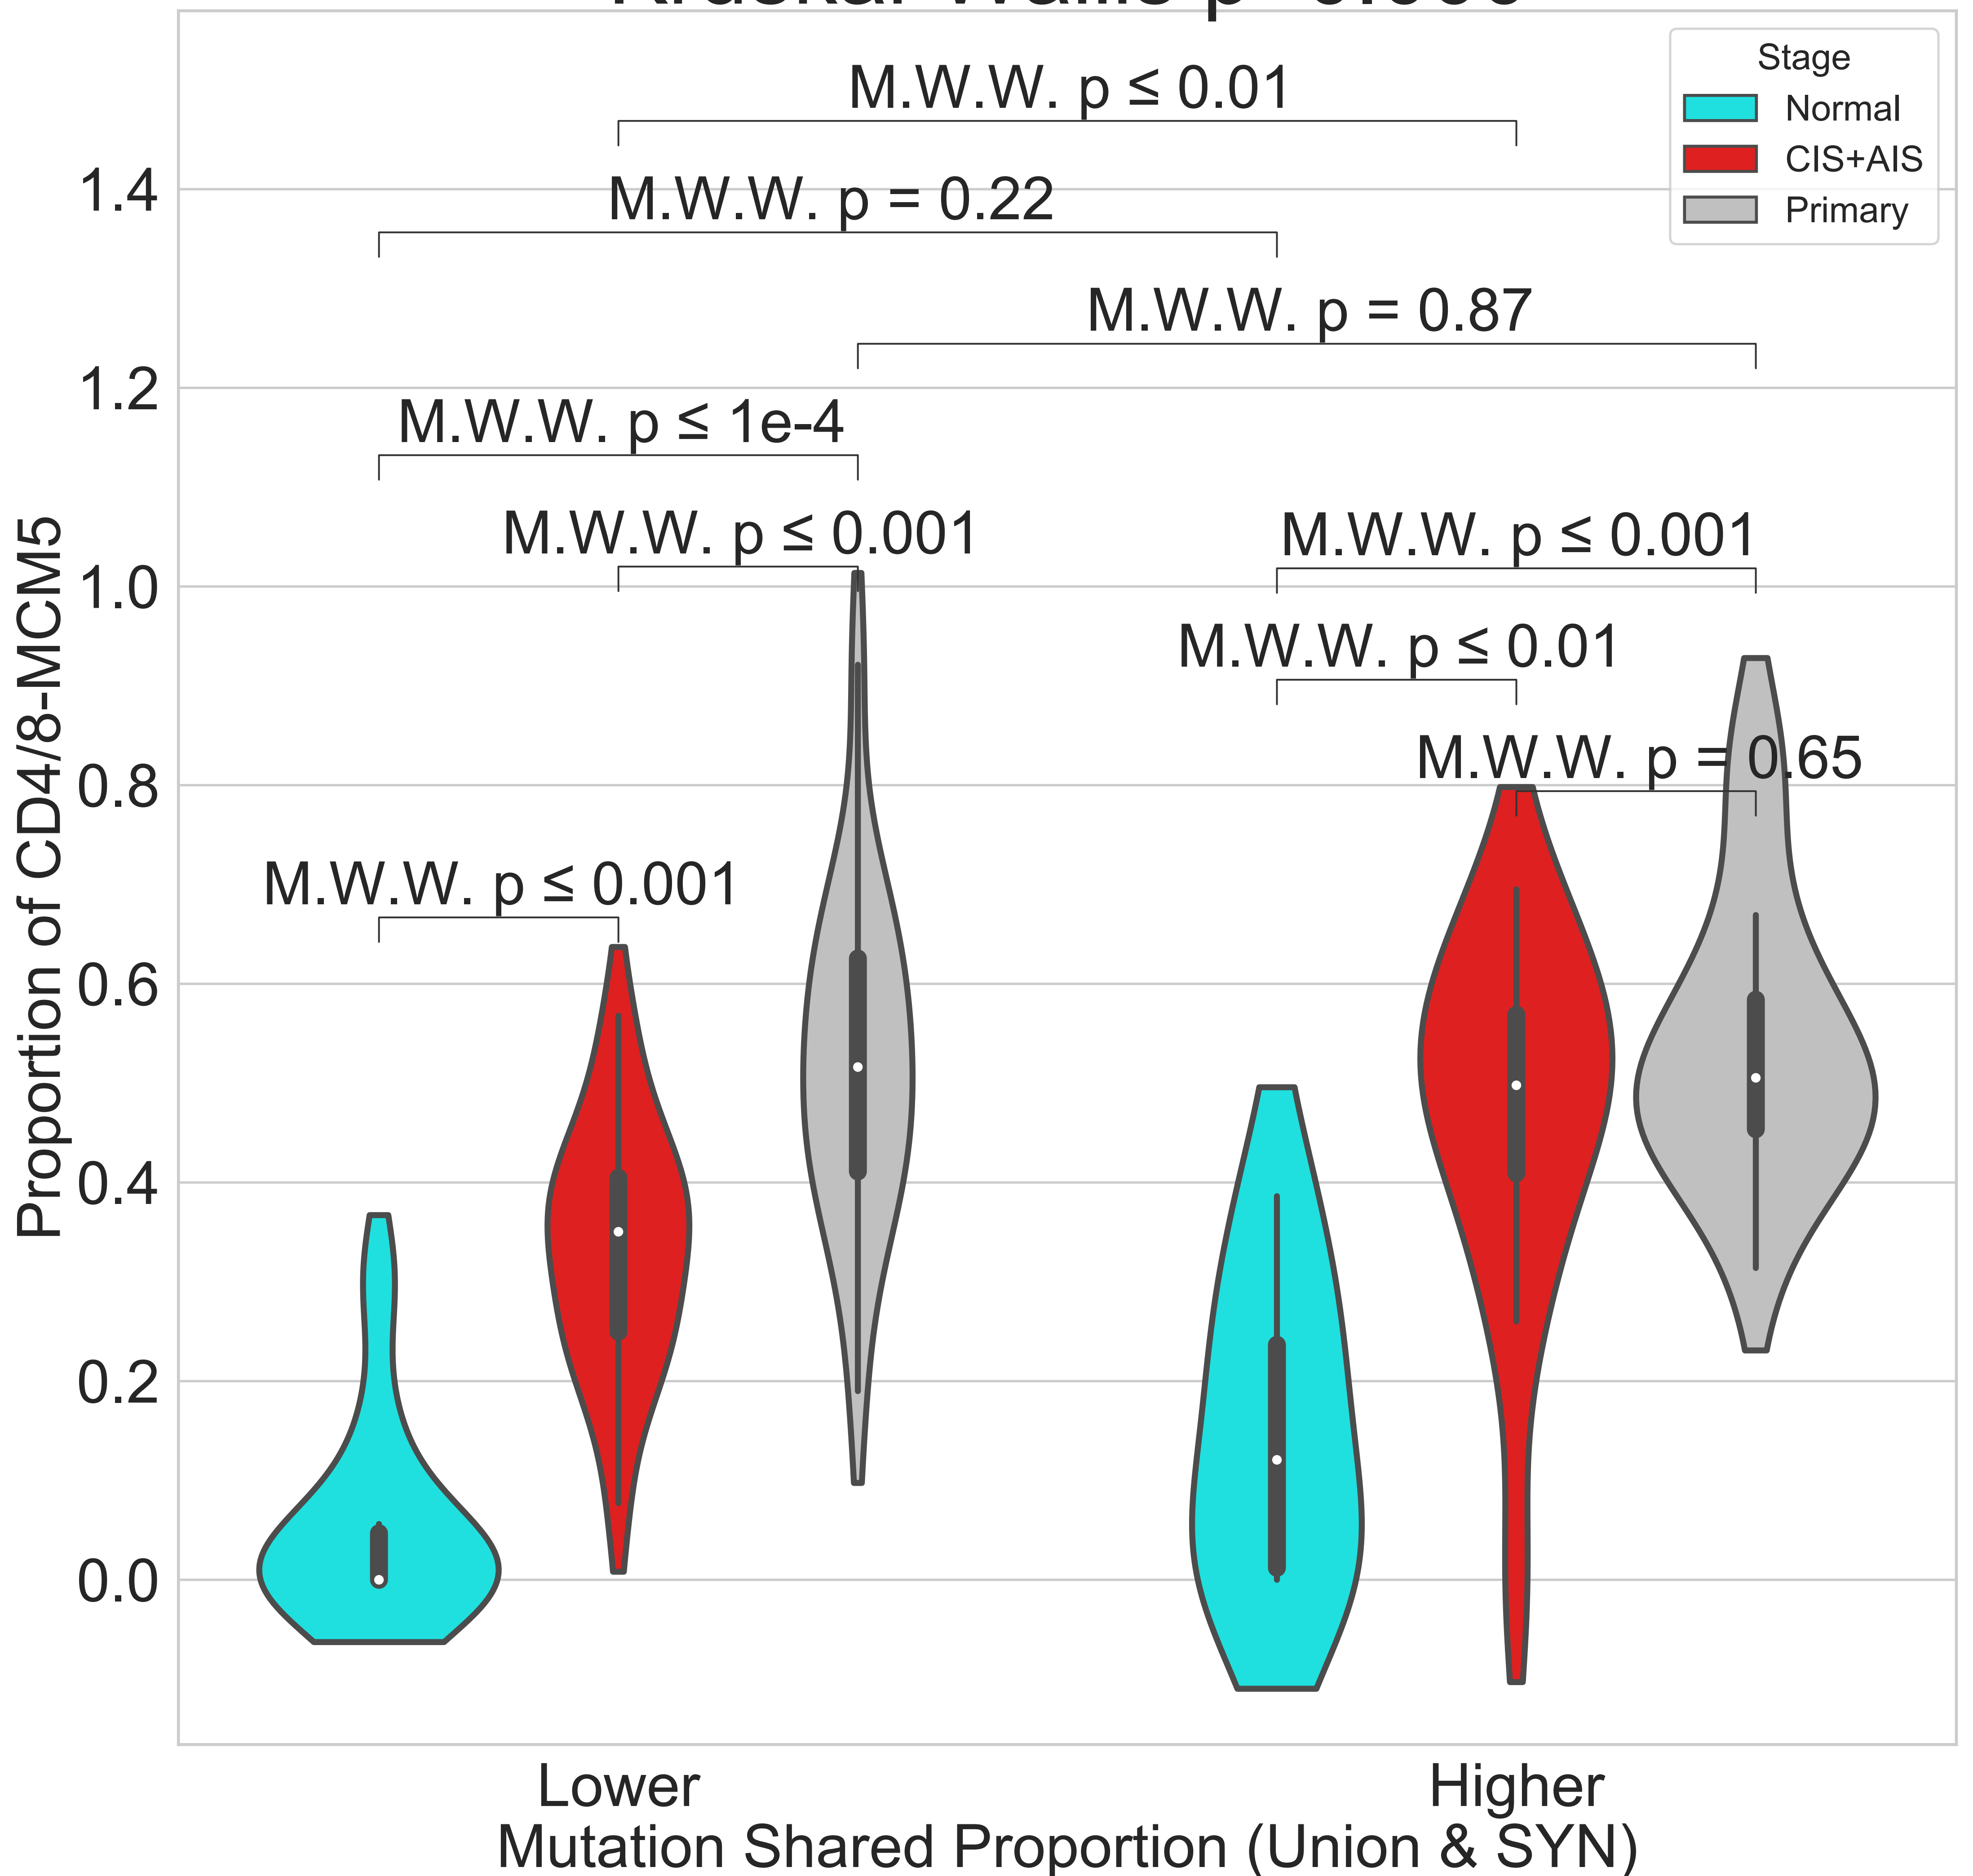 Stage
Normal
CIS+AIS
Primary
M.W.W. p ≤ 0.01
M.W.W. p = 0.22
M.W.W. p = 0.87
M.W.W. p ≤ 1e-4
M.W.W. p ≤ 0.001
M.W.W. p ≤ 0.001
M.W.W. p ≤ 0.01
M.W.W. p = 0.65
M.W.W. p ≤ 0.001
1.4
1.2
1.0
0.8
0.6
0.4
0.2
0.0
Proportion of CD4/8-MCM5
Lower
Higher
Mutation Shared Proportion (Union & SYN)